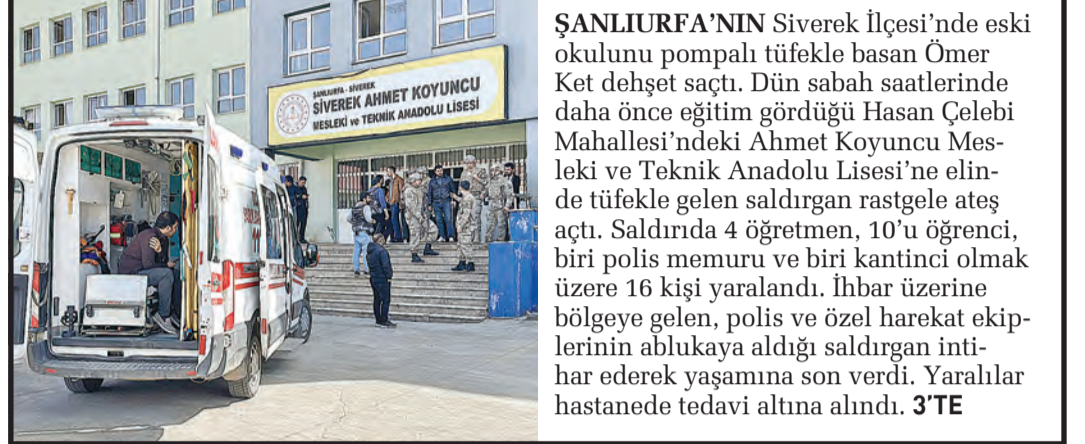 ŞANLIURFA - SİVEREK
SİVEREK AHMET KOYUNCU
MESLEKİ ve TEKNİK ANADOLU LİSESİ
ŞANLIURFA’NIN Siverek İlçesi’nde eski
okulunu pompalı tüfekle basan Ömer
Ket dehşet saçtı. Dün sabah saatlerinde
daha önce eğitim gördüğü Hasan Çelebi
Mahallesi’ndeki Ahmet Koyuncu Mes-
leki ve Teknik Anadolu Lisesi’ne elin-
de tüfekle gelen saldırgan rastgele ateş
açtı. Saldırıda 4 öğretmen, 10’u öğrenci,
biri polis memuru ve biri kantinci olmak
üzere 16 kişi yaralandı. İhbar üzerine
bölgeye gelen, polis ve özel harekat ekip-
lerinin ablukaya aldığı saldırgan inti-
har ederek yaşamına son verdi. Yaralılar
hastanede tedavi altına alındı. 3’TE